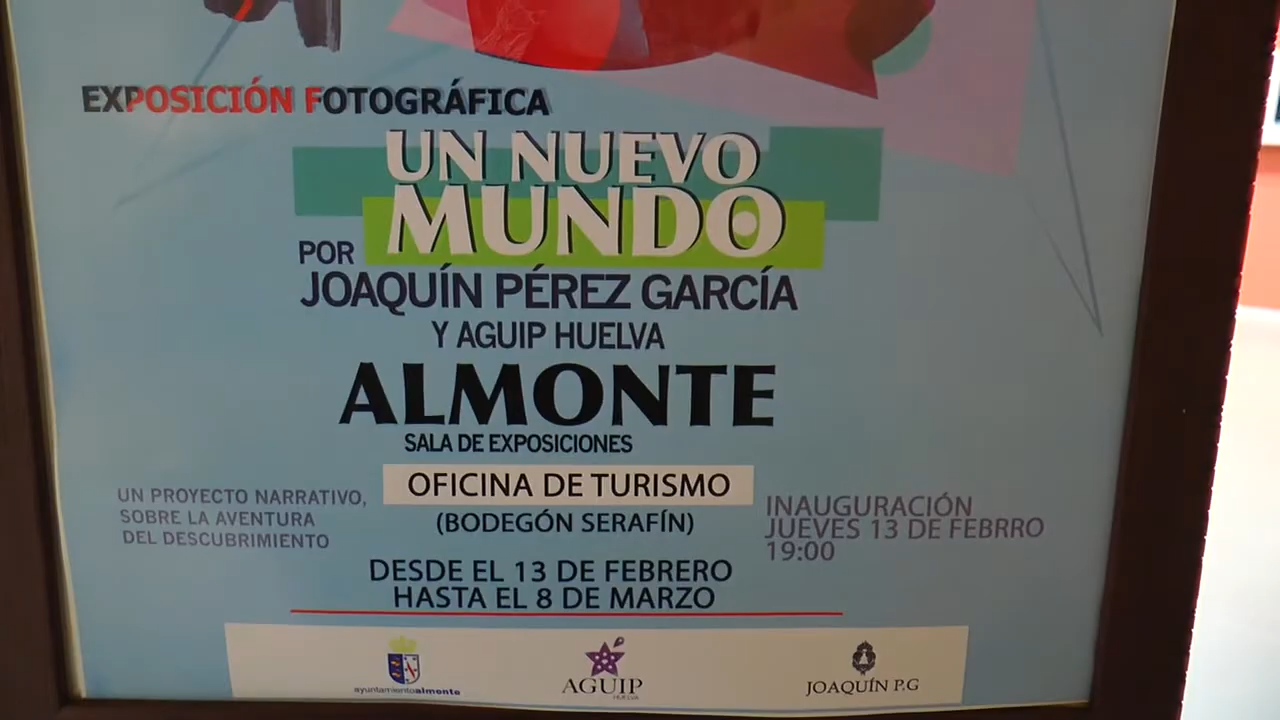 EXPOSICIÓN FOTOGRÁFICA
UN NUEVO
MUNDO
POR
JOAQUÍN PÉREZ GARCÍA
Y AGUIP HUELVA
ALMONTE
SALA DE EXPOSICIONES
OFICINA DE TURISMO
(BODEGÓN SERAFÍN)
UN PROYECTO NARRATIVO,
SOBRE LA AVENTURA
DEL DESCUBRIMIENTO
INAUGURACIÓN
JUEVES 13 DE FEBRRO
19:00
DESDE EL 13 DE FEBRERO
HASTA EL 8 DE MARZO
ayuntamientoalmonte
AGUIP
HUELVA
JOAQUÍN P.G